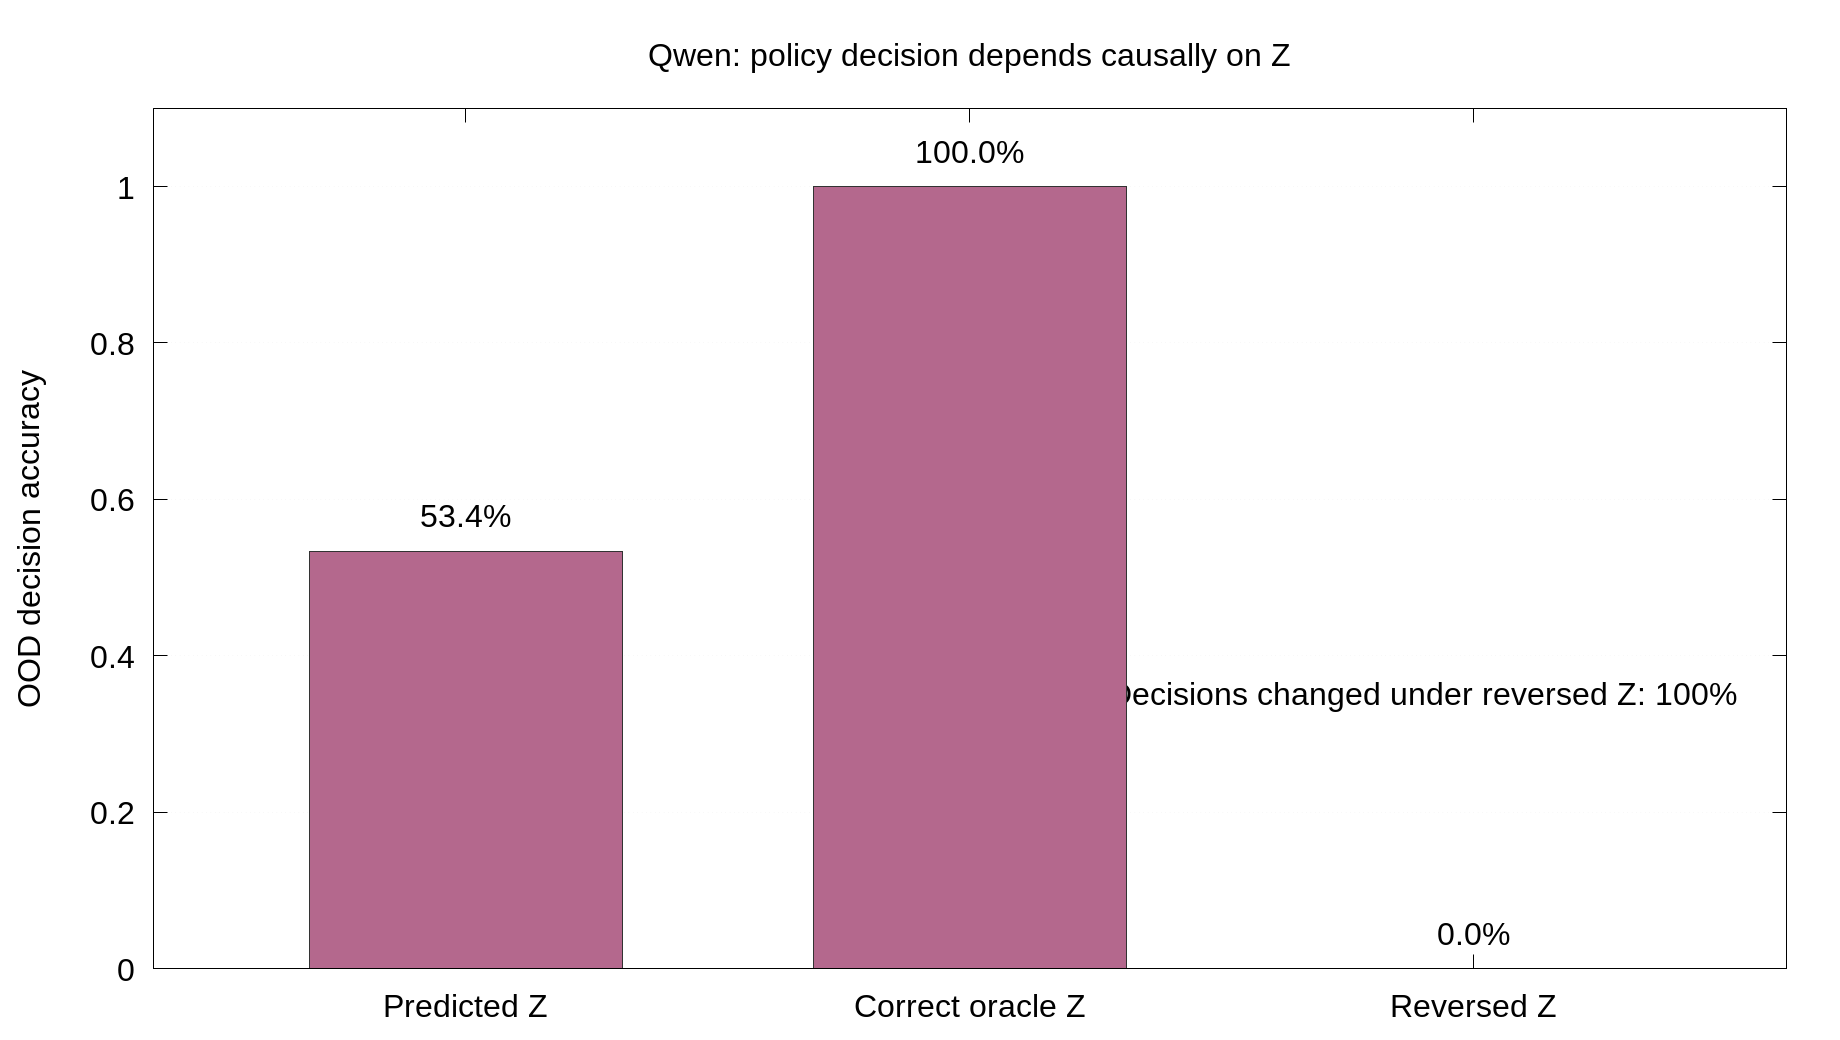 Qwen: policy decision depends causally on Z
100.0%
1
0.8
53.4%
0.6
OOD decision accuracy
0.4
Decisions changed under reversed Z: 100%
0.2
0.0%
0
Predicted Z
Correct oracle Z
Reversed Z